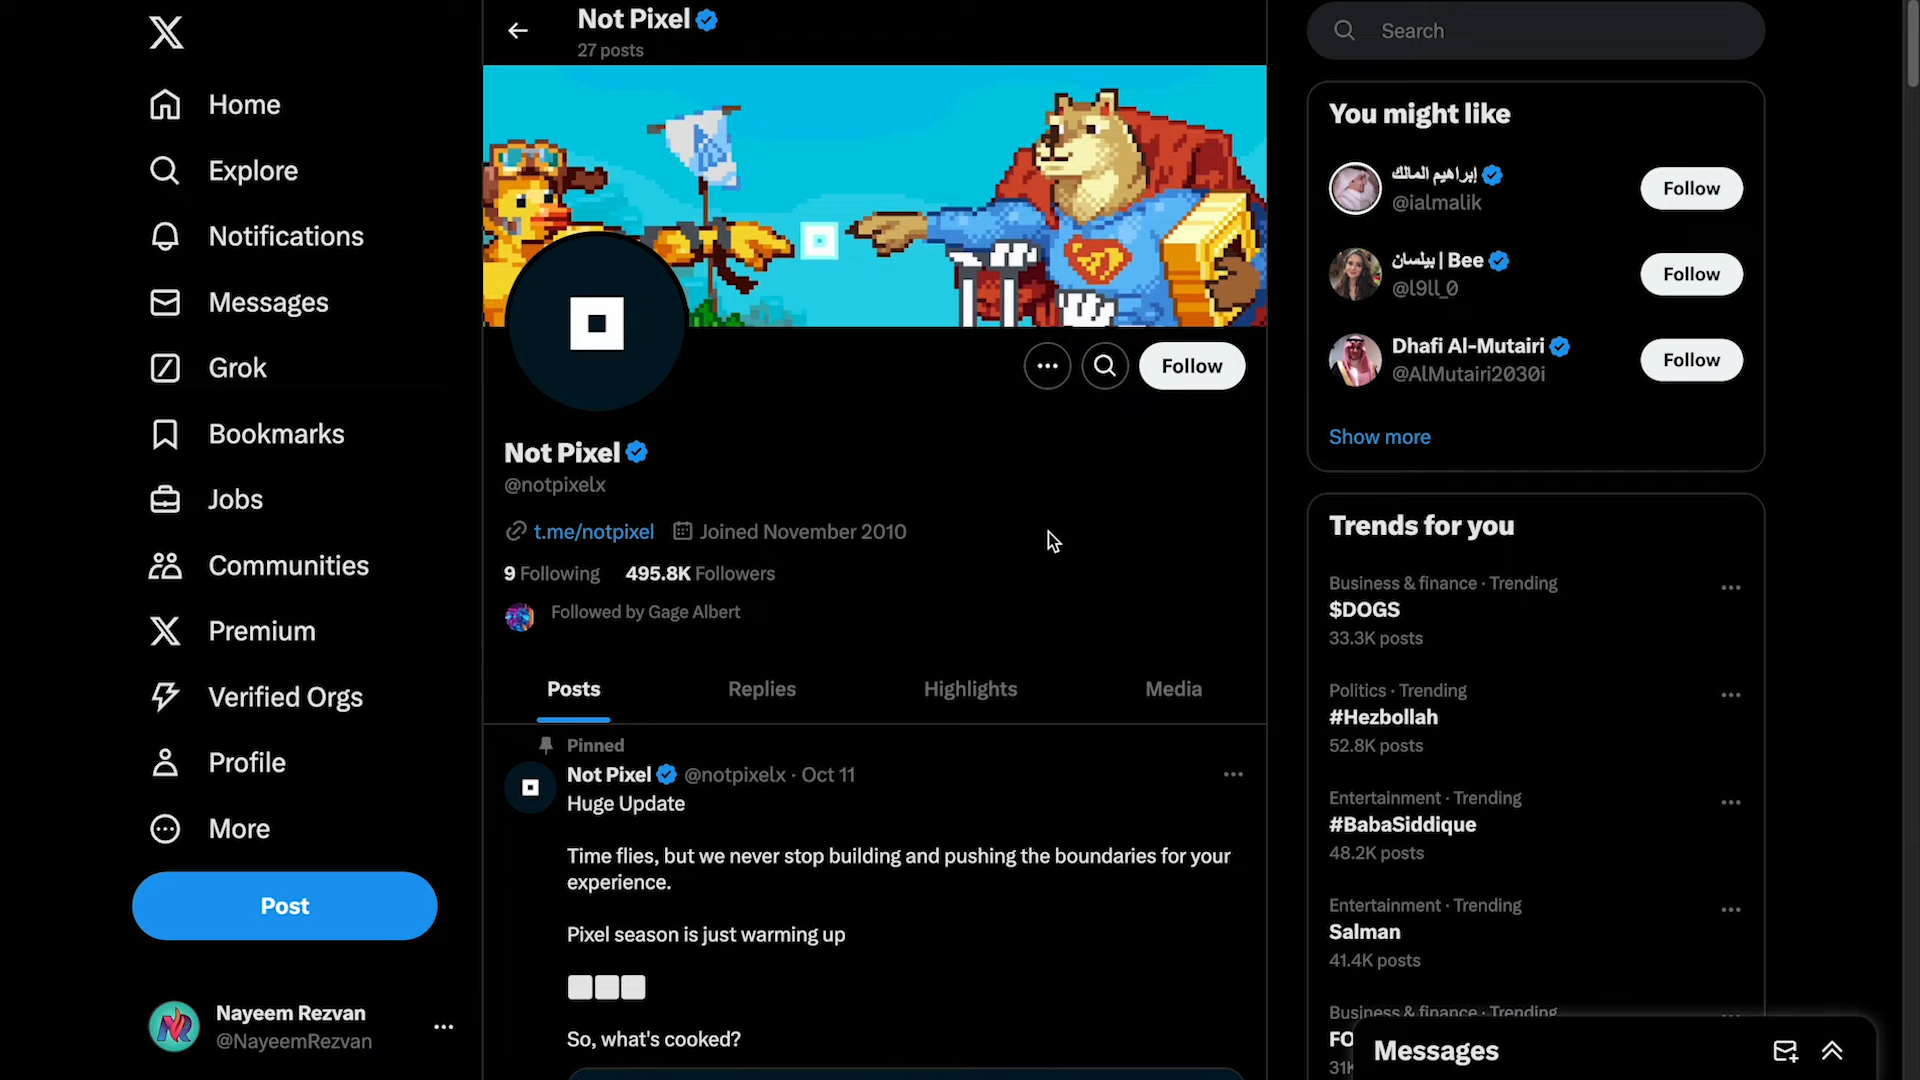 Home
Explore
Notifications
Messages
Grok
Bookmarks
Jobs
Communities
Premium
Verified Orgs
Profile
More
Post
Nayeem Rezvan
@NayeemRezvan
Not Pixel
27 posts
Follow
Not Pixel
@notpixelx
t.me/notpixel Joined November 2010
9 Following 495.8K Followers
Followed by Gage Albert
Posts Replies Highlights Media
Pinned
Not Pixel @notpixelx · Oct 11
Huge Update
Time flies, but we never stop building and pushing the boundaries for your
experience.
Pixel season is just warming up
So, what's cooked?
Search
You might like
إبراهيم المالك
@ialmalik
Follow
بيلسان | Bee
@l9ll_0
Follow
Dhafi Al-Mutairi
@AlMutairi2030i
Follow
Show more
Trends for you
Business & finance · Trending
$DOGS
33.3K posts
Politics · Trending
#Hezbollah
52.8K posts
Entertainment · Trending
#BabaSiddique
48.2K posts
Entertainment · Trending
Salman
41.4K posts
Business & finance · Trending
Messages